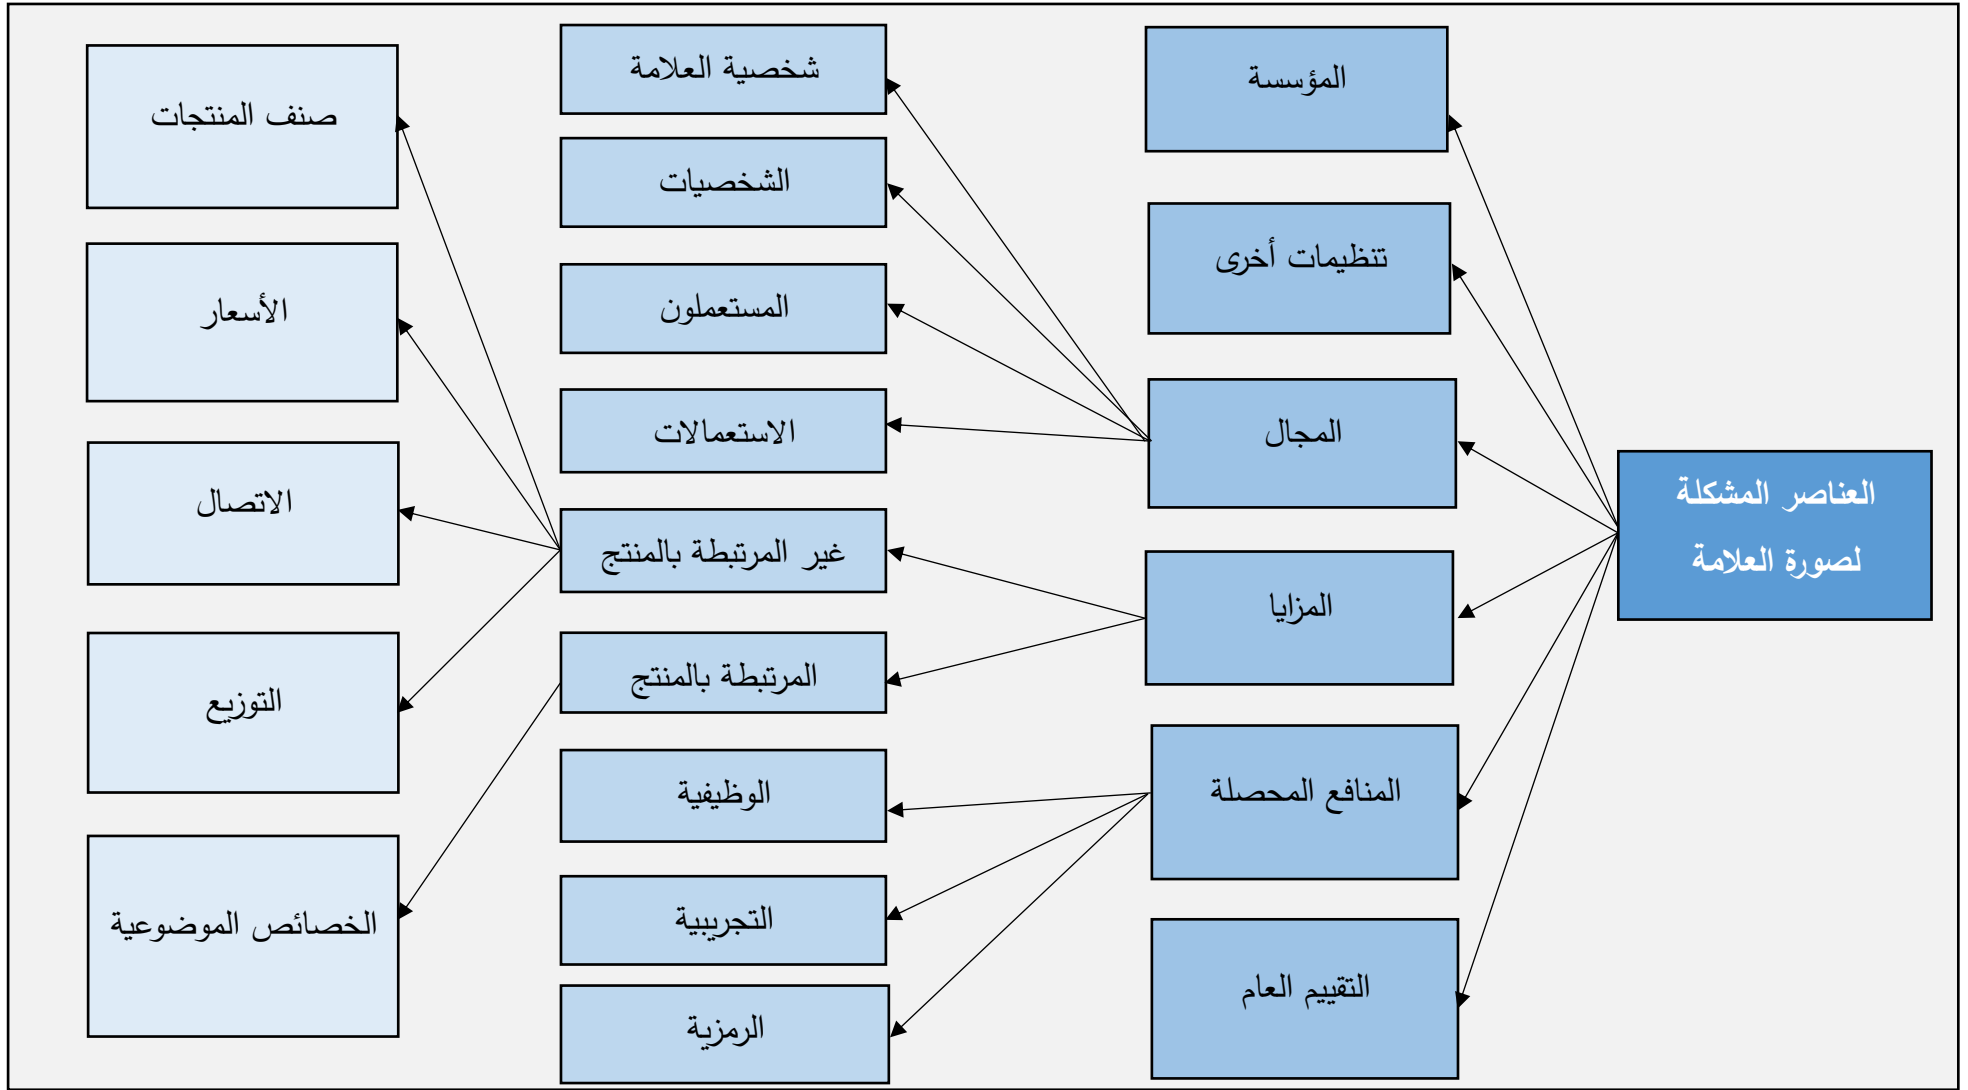 العناصر المشكلة
لصورة العلامة
المؤسسة
تنظيمات أخرى
المجال
المزايا
المنافع المحصلة
التقييم العام
شخصية العلامة
الشخصيات
المستعملون
الاستعمالات
غير المرتبطة بالمنتج
المرتبطة بالمنتج
الوظيفية
التجريبية
الرمزية
صنف المنتجات
الأسعار
الاتصال
التوزيع
الخصائص الموضوعية